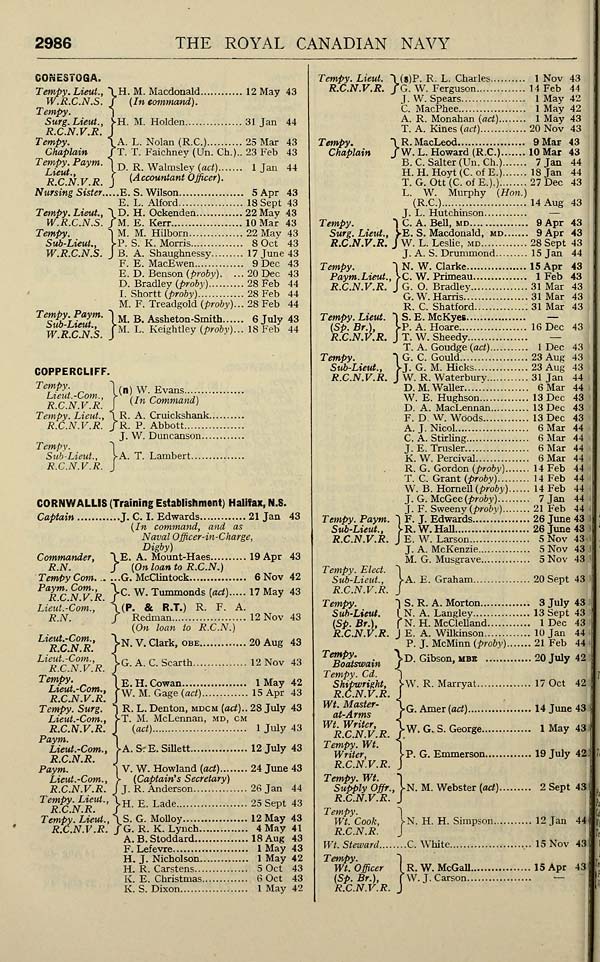 2986 THE ROYAL CANADIAN NAVY
CONESTOGA.
Tempy. Lieut., W.R.C.N.S. } H. M. Macdonald............ 12 May 43
(In command).
Tempy. Surg. Lieut., R.C.N.V.R. } H. M. Holden................ 31 Jan 44
Tempy. Chaplain } A. L. Nolan (R.C.).......... 25 Mar 43
T. T. Faichney (Un. Ch.).. 23 Feb 43
Tempy. Paym. Lieut., R.C.N.V.R. } D. R. Walmsley (act)....... 1 Jan 44
(Accountant Officer).
Nursing Sister.....E. S. Wilson.................. 5 Apr 43
E. L. Alford.................. 18 Sept 43
Tempy. Lieut., W.R.C.N.S. } D. H. Ockenden............ 22 May 43
M. E. Kerr.................... 10 Mar 43
Tempy. Sub-Lieut., W.R.C.N.S. } M. M. Hilborn............... 22 May 43
P. S. K. Morris............... 8 Oct 43
B. A. Shaughnessy......... 17 June 43
F. E. MacEwen.............. 9 Dec 43
E. D. Benson (proby). ... 20 Dec 43
D. Bradley (proby).......... 28 Feb 44
I. Shortt (proby)............. 28 Feb 44
M. F. Treadgold (proby)... 28 Feb 44
Tempy. Paym. Sub-Lieut., W.R.C.N.S. } M. B. Assheton-Smith...... 6 July 43
M. L. Keightley (proby)... 18 Feb 44
COPPERCLIFF.
Tempy. Lieut.-Com., R.C.N.V.R. } (n) W. Evans.................
(In Command)
Tempy. Lieut., R.C.N.V.R. } R. A. Cruickshank..........
R. P. Abbott.................
J. W. Duncanson............
Tempy. Sub-Lieut., R.C.N.V.R. } A. T. Lambert...............
CORNWALLIS (Training Establishment) Halifax, N.S.
Captain ............J. C. I. Edwards............. 21 Jan 43
(In command, and as
Naval Officer-in-Charge,
Digby)
Commander, R.N. } E. A. Mount-Haes.......... 19 Apr 43
(On loan to R.C.N.)
Tempy Com. .. ...G. McClintock................ 6 Nov 42
Paym. Com., R.C.N.V.R. } C. W. Tummonds (act)..... 17 May 43
Lieut.-Com., R.N. } (P. & R.T.) R. F. A.
Redman..................... 12 Nov 43
(On loan to R.C.N.)
Lieut.-Com., R.C.N.R. } N. V. Clark, OBE............ 20 Aug 43
Lieut.-Com., R.C.N.V.R. } G. A. C. Scarth............... 12 Nov 43
Tempy. Lieut.-Com., R.C.N.V.R. } E. H. Cowan.................. 1 May 42
W. M. Gage (act)............ 15 Apr 43
Tempy. Surg. Lieut.-Com., R.C.N.V.R. } R. L. Denton, MDCM (act).. 28 July 43
T. M. McLennan, MD, CM
(act).......................... 1 July 43
Paym. Lieut.-Com., R.C.N.R. } A. S. E. Sillett................ 12 July 43
Paym. Lieut.-Com., R.C.N.V.R. } V. W. Howland (act)........ 24 June 43
(Captain's Secretary)
J. R. Anderson............... 26 Jan 44
Tempy. Lieut., R.C.N.R. } H. E. Lade.................... 25 Sept 43
Tempy. Lieut., R.C.N.V.R. } S. G. Molloy.................. 12 May 43
G. R. K. Lynch.............. 4 May 41
A. B. Stoddard............... 18 Aug 43
F. Lefevre..................... 1 May 43
H. J. Nicholson.............. 1 May 42
H. R. Carstens............... 5 Oct 43
K. E. Christmas............. 6 Oct 43
K. S. Dixon................... 1 May 42
Tempy. Lieut. R.C.N.V.R. } (s)P. R. L. Charles.......... 1 Nov 43
G. W. Ferguson.............. 14 Feb 44
J. W. Spears.................. 1 May 42
C. MacPhee................... 1 May 42
A. R. Monahan (act)........ 1 May 43
T. A. Kines (act)............. 20 Nov 43
Tempy. Chaplain } R. MacLeod................... 9 Mar 43
W. L. Howard (R.C.)....... 10 Mar 43
B. C. Salter (Un. Ch.)....... 7 Jan 44
H. H. Hoyt (C. of E.)....... 18 Jan 44
T. G. Ott (C. of E.).)....... 27 Dec 43
L. W. Murphy (Hon.)
(R.C.)........................ 14 Aug 43
J. L. Hutchinson............ —
Tempy. Surg. Lieut., R.C.N.V.R. } C. A. Bell, MD................ 9 Apr 43
E. S. Macdonald, MD....... 9 Apr 43
W. L. Leslie, MD............. 28 Sept 43
J. A. S. Drummond......... 15 Jan 44
Tempy. Paym. Lieut., R.C.N.V.R. } N. W. Clarke................. 15 Apr 43
C. W. Primeau............... 1 Feb 43
G. O. Bradley................ 31 Mar 43
G. W. Harris.................. 31 Mar 43
R. C. Shatford............... 31 Mar 43
Tempy. Lieut. (Sp. Br.), R.C.N.V.R. } S. E. McKyes................ —
P. A. Hoare................... 16 Dec 43
T. W. Sheedy................. —
T. A. Goudge (act).......... 1 Dec 43
Tempy. Sub-Lieut., R.C.N.V.R. } G. C. Gould................... 23 Aug 43
J. G. M. Hicks............... 23 Aug 43
W. R. Waterbury........... 31 Jan 44
D. M. Waller................. 6 Mar 44
W. E. Hughson.............. 13 Dec 43
D. A. MacLennan........... 13 Dec 43
F. D W. Woods............. 13 Dec 43
A. J. Nicol.................... 6 Mar 44
C. A. Stirling................. 6 Mar 44
J. E. Trusler.................. 6 Mar 44
K. W. Percival............... 6 Mar 44
R. G. Gordon (proby)....... 14 Feb 44
T. C. Grant (proby)......... 14 Feb 44
W. B. Hornell (proby)...... 14 Feb 44
J. G. McGee (proby)........ 7 Jan 44
J. F. Sweeny (proby)....... 21 Feb 44
Tempy. Paym. Sub-Lieut., R.C.N.V.R. } F. J. Edwards................ 26 June 43
R. W. Hall.................... 26 June 43
E. W. Larson................. 5 Nov 43
J. A. McKenzie.............. 5 Nov 43
M. G. Musgrave............. 5 Nov 43
Tempy. Elect. Sub-Lieut., R.C.N.V.R. } A. E. Graham................ 20 Sept 43
Tempy. Sub-Lieut. (Sp. Br.), R.C.N.V.R. } S. R. A. Morton.............. 3 July 43
N. A. Langley................ 13 Sept 43
N. H. McClelland............ 1 Dec 43
E. A. Wilkinson............. 10 Jan 44
P. J. McMinn (proby)...... 21 Feb 44
Tempy. Boatswain } D. Gibson, MBE ............ 20 July 42
Tempy. Cd. Shipwright, R.C.N.V.R. } W. R. Marryat............... 17 Oct 42
Wt. Master-at-Arms } G. Amer (act)................ 14 June 43
Wt. Writer, R.C.N.V.R. } W. G. S. George............. 1 May 43
Tempy. Wt. Writer, R.C.N.V.R. } P. G. Emmerson............. 19 July 42
Tempy. Wt. Supply Offr., R.C.N.V.R. } N. M. Webster (act)........ 2 Sept 43
Tempy. Wt. Cook, R.C.N.R. } N. H. H. Simpson.......... 12 Jan 44
Wt. Steward.......C. White...................... 15 Nov 43
Tempy. Wt. Officer (Sp. Br.), R.C.N.V.R. } R. W. McGall................ 15 Apr 43
W. J. Carson................. —